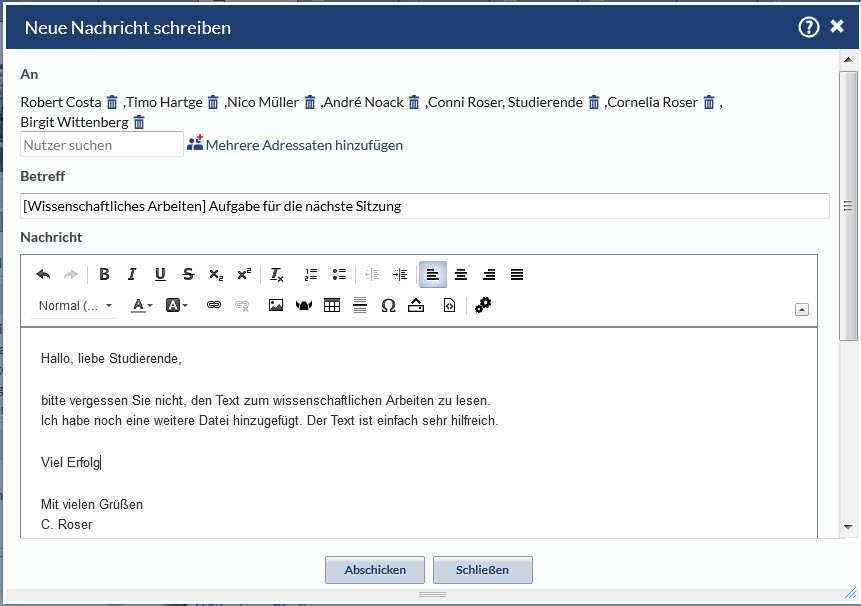 Neue Nachricht schreiben
An
Robert Costa ,Timo Hartge ,Nico Müller ,André Noack ,Conni Roser, Studierende ,Cornelia Roser ,
Birgit Wittenberg
Nutzer suchen Mehrere Adressaten hinzufügen
Betreff
[Wissenschaftliches Arbeiten] Aufgabe für die nächste Sitzung
Nachricht
B I U S x₂ x² Tx
Normal (... A A Ω
Hallo, liebe Studierende,
bitte vergessen Sie nicht, den Text zum wissenschaftlichen Arbeiten zu lesen.
Ich habe noch eine weitere Datei hinzugefügt. Der Text ist einfach sehr hilfreich.
Viel Erfolg
Mit vielen Grüßen
C. Roser
Abschicken Schließen